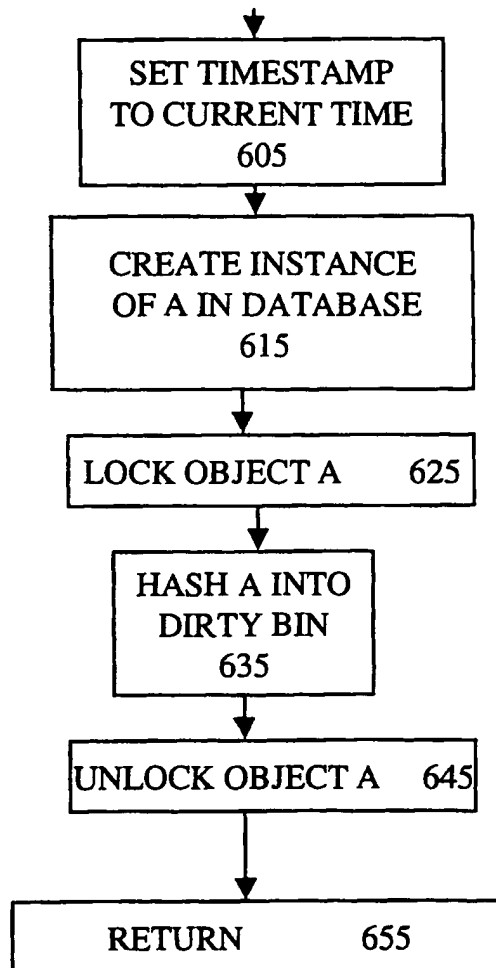 SET TIMESTAMP
TO CURRENT TIME
605
CREATE INSTANCE
OF A IN DATABASE
615
LOCK OBJECT A 625
HASH A INTO
DIRTY BIN
635
UNLOCK OBJECT A 645
RETURN 655